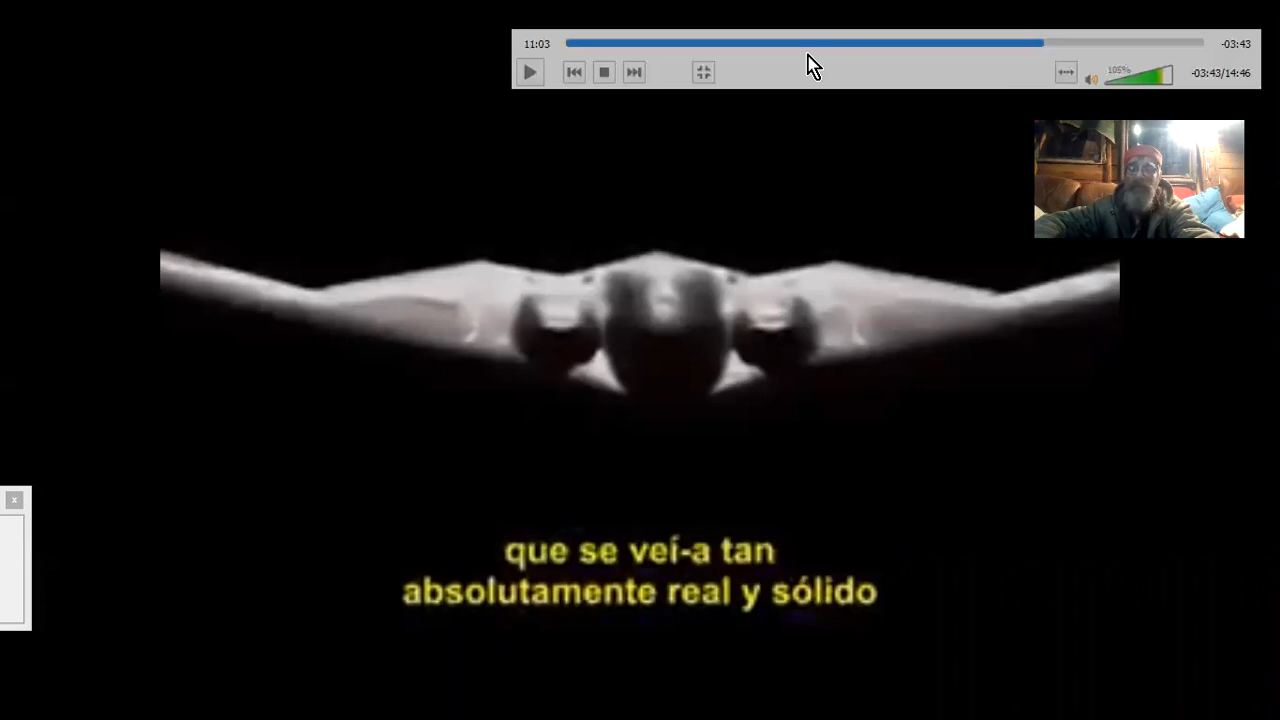 11:03
-03:43
105%
-03:43/14:46
x
que se veí-a tan
absolutamente real y sólido